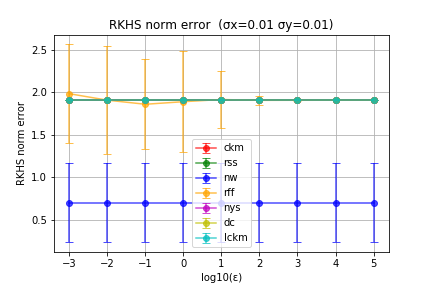 RKHS norm error  (σx=0.01 σy=0.01)
2.5
2.0
1.5
1.0
0.5
RKHS norm error
ckm
rss
nw
rff
nys
dc
lckm
−3 −2 −1 0 1 2 3 4 5
log10(ε)